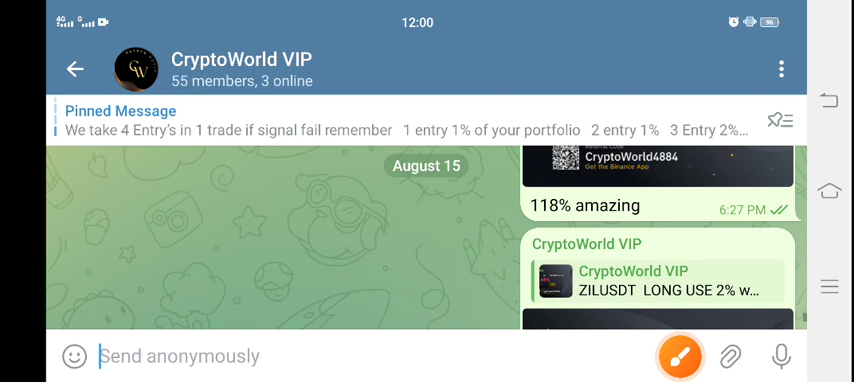 4G G 12:00 96
CryptoWorld VIP
55 members, 3 online
Pinned Message
We take 4 Entry's in 1 trade if signal fail remember 1 entry 1% of your portfolio 2 entry 1% 3 Entry 2%...
August 15
CryptoWorld4884
Get the Binance App
118% amazing
6:27 PM
CryptoWorld VIP
CryptoWorld VIP
ZILUSDT LONG USE 2% w...
Send anonymously